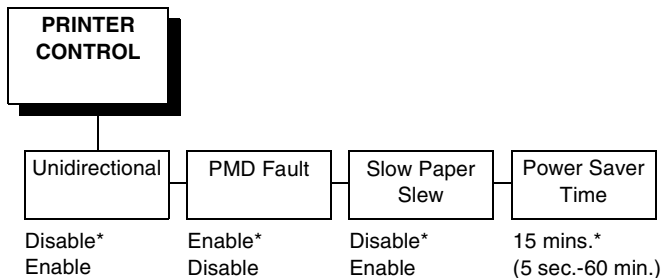 PRINTER
CONTROL
Unidirectional
PMD Fault
Slow Paper
Slew
Power Saver
Time
Disable*
Enable
Enable*
Disable
Disable*
Enable
15 mins.*
(5 sec.-60 min.)